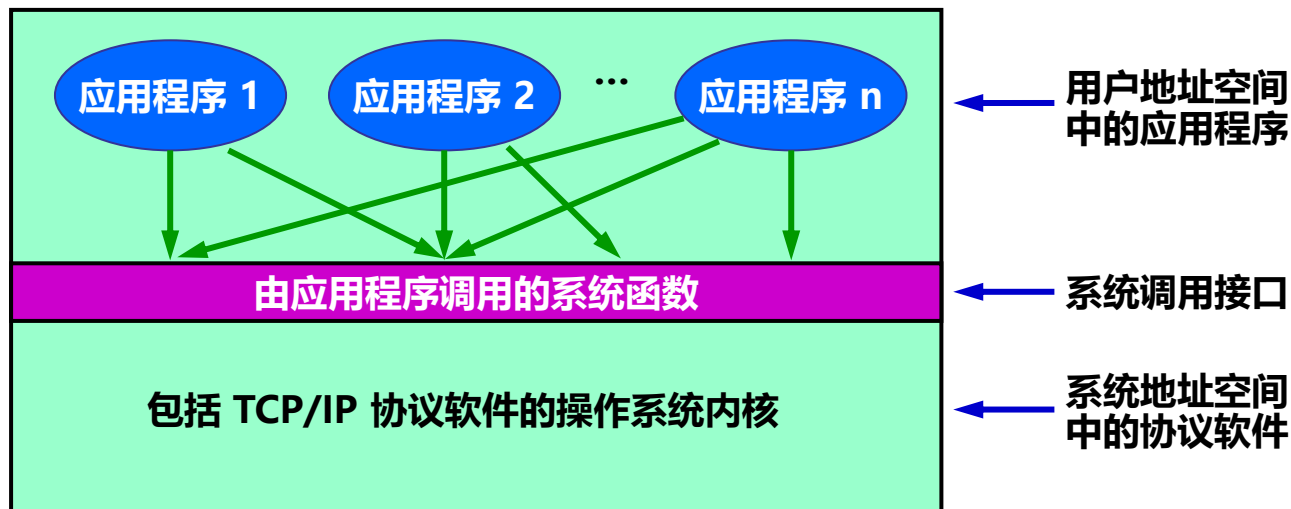 应用程序 1
应用程序 2
...
应用程序 n
用户地址空间
中的应用程序
由应用程序调用的系统函数
系统调用接口
包括 TCP/IP 协议软件的操作系统内核
系统地址空间
中的协议软件